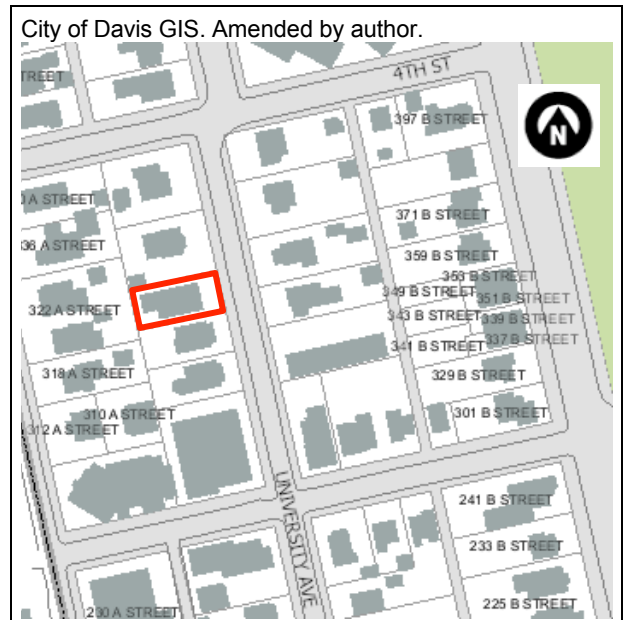 City of Davis GIS. Amended by author.
TREET
4TH ST
397 B STREET
N
A STREET
371 B STREET
36 A STREET
359 B STREET
353 B STREET
349 B STREET
351 B STREET
322 A STREET
343 B STREET
339 B STREET
341 B STREET
337 B STREET
318 A STREET
329 B STREET
310 A STREET
301 B STREET
312 A STREET
UNIVERSITY AVE
241 B STREET
233 B STREET
230 A STREET
225 B STREET